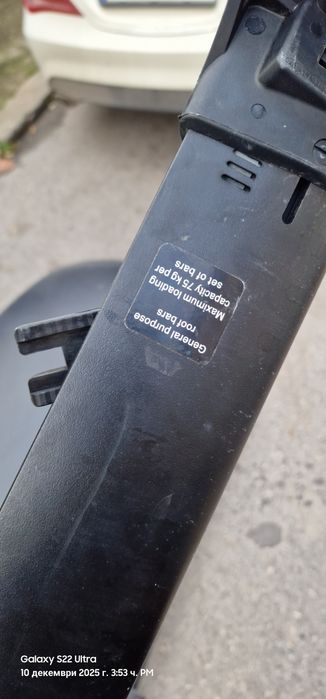 General purpose
roof bars
Maximum loading
capacity 75 kg per
set of bars
Galaxy S22 Ultra
10 декември 2025 г. 3:53 ч. PM